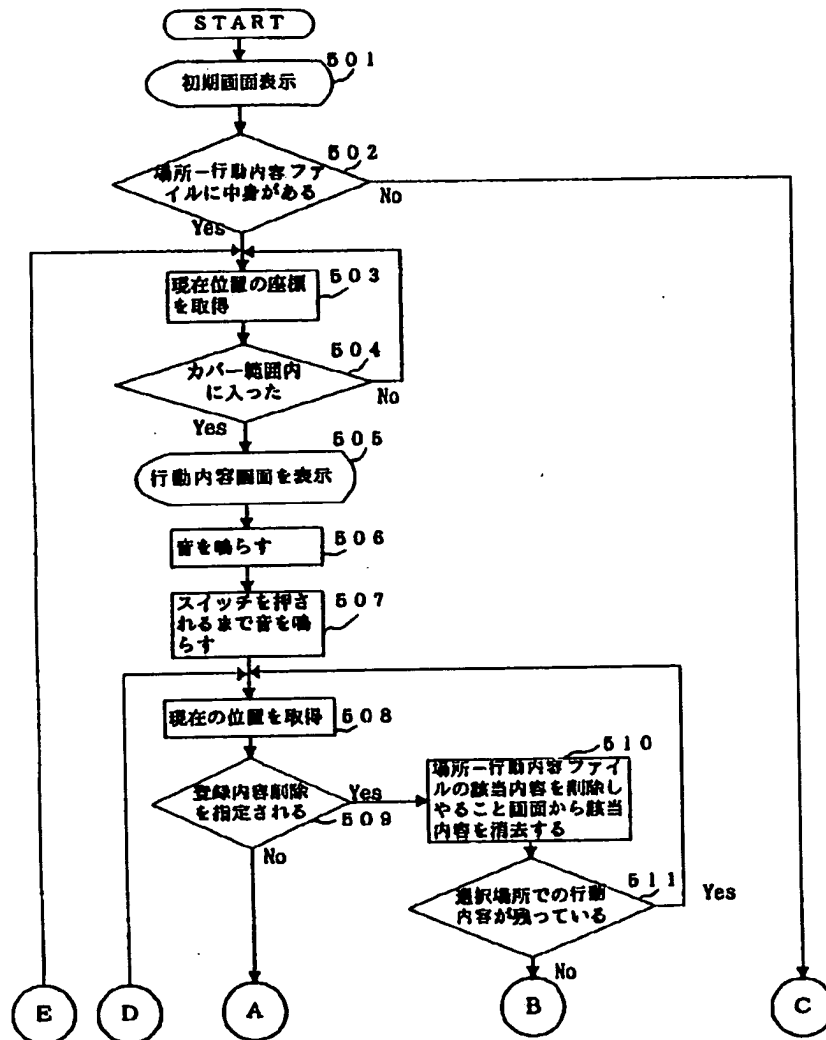 START
501
初期画面表示
502
場所－行動内容ファ
イルに中身がある
No
Yes
503
現在位置の座標
を取得
504
カバー範囲内
に入った
No
Yes
505
行動内容画面を表示
506
音を鳴らす
507
スイッチを押さ
れるまで音を鳴
らす
現在の位置を取得
508
登録内容削除
を指定される
Yes
509
No
510
場所－行動内容ファイ
ルの該当内容を削除し
やること画面から該当
内容を消去する
511
選択場所での行動
内容が残っている
Yes
No
E
D
A
B
C